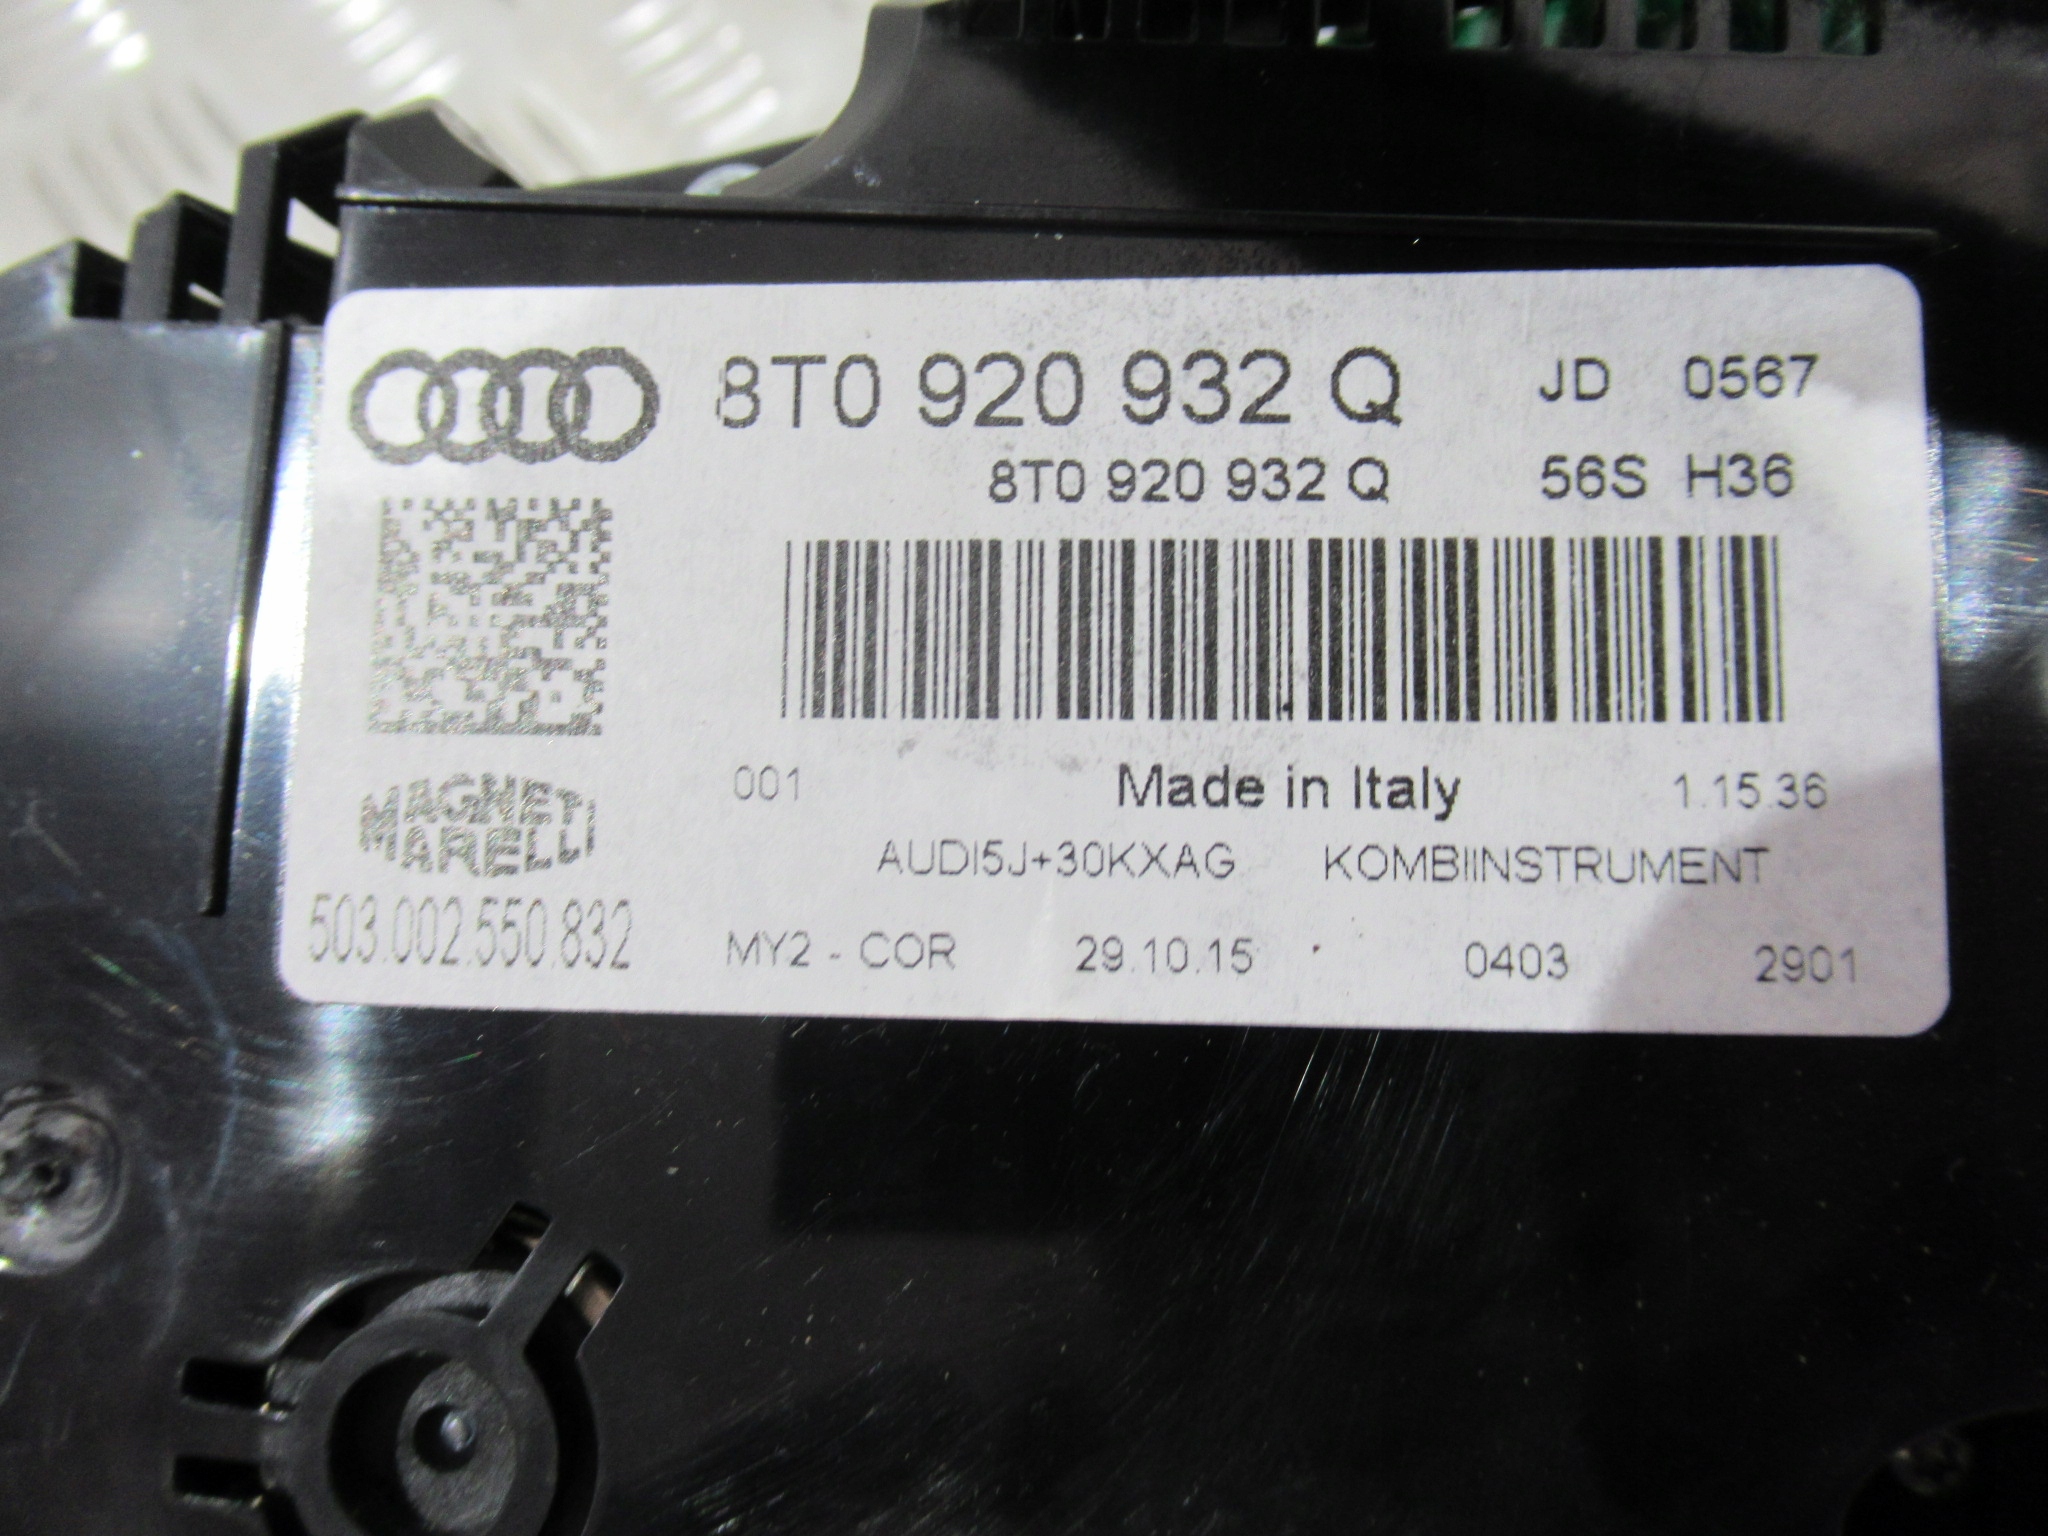 8T0 920 932 Q JD 0567
8T0 920 932 Q 56S H36
001 Made in Italy 1.15.36
MAGNETI
MARELLI
AUDI5J+30KXAG KOMBIINSTRUMENT
503.002.550.832 MY2 - COR 29.10.15 0403 2901